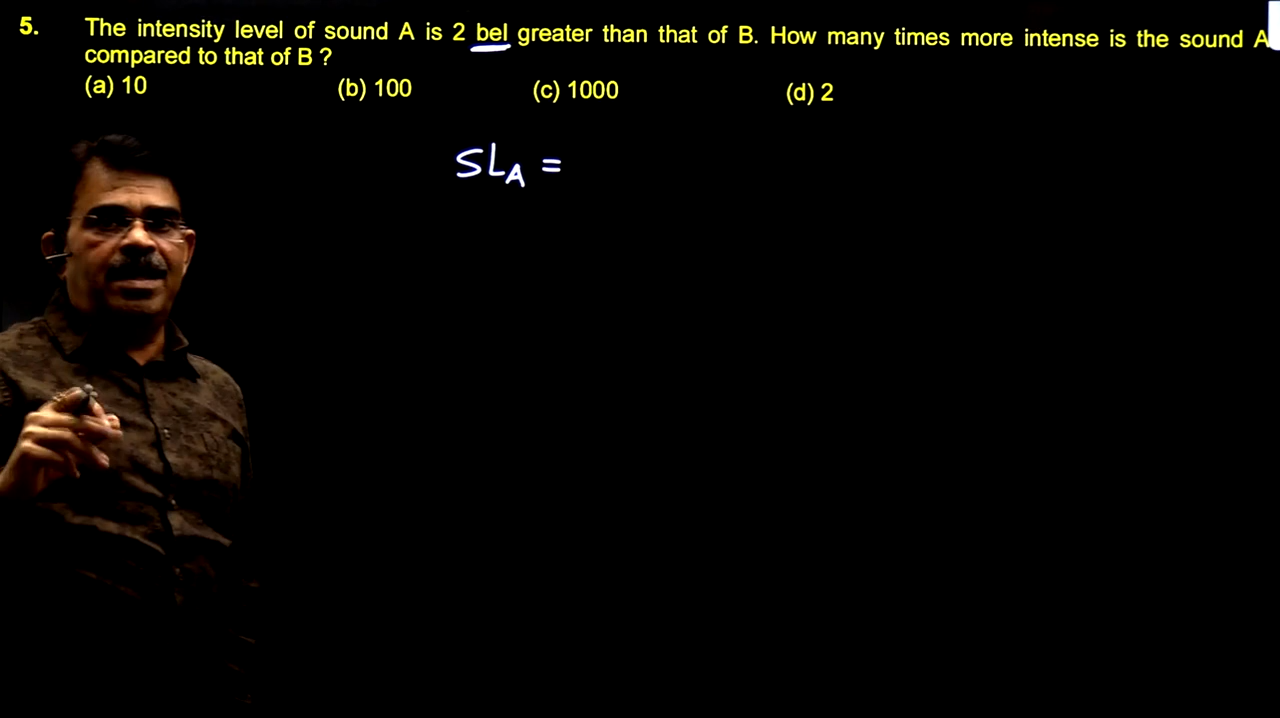 5. The intensity level of sound A is 2 bel greater than that of B. How many times more intense is the sound A
compared to that of B ?
(a) 10 (b) 100 (c) 1000 (d) 2
SL_A =